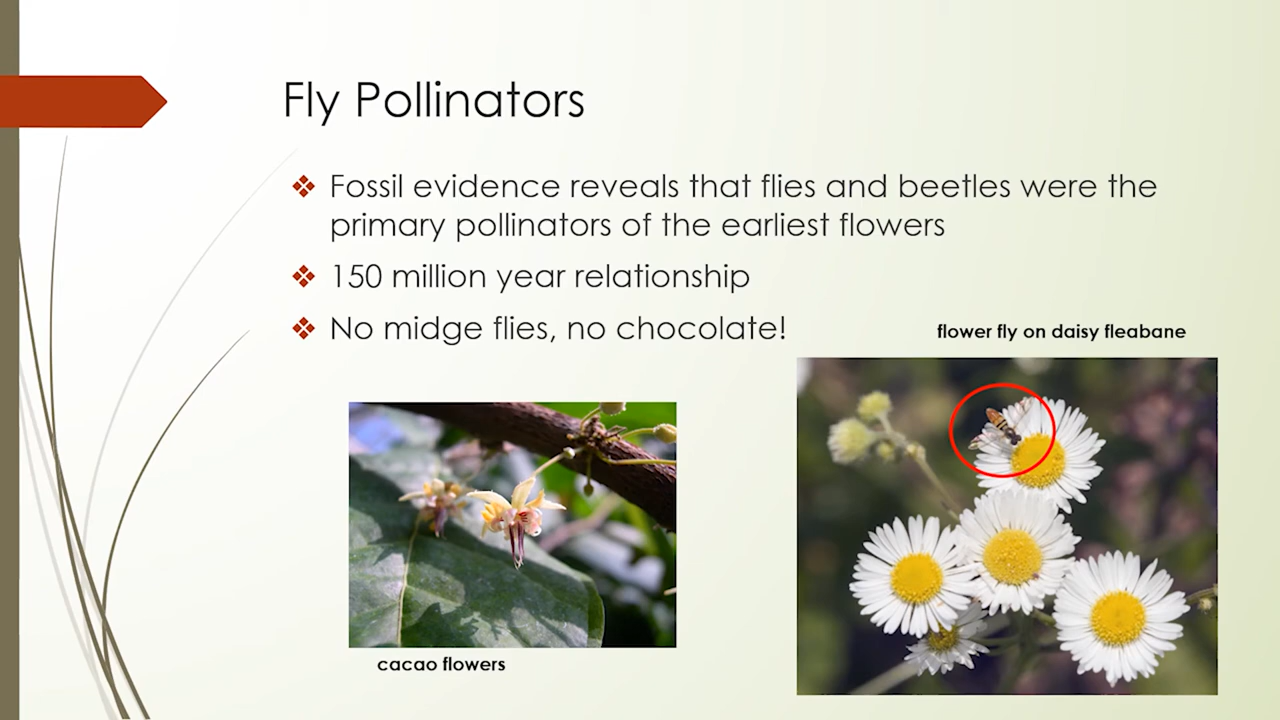 Fly Pollinators
Fossil evidence reveals that flies and beetles were the
primary pollinators of the earliest flowers
150 million year relationship
No midge flies, no chocolate!
flower fly on daisy fleabane
cacao flowers